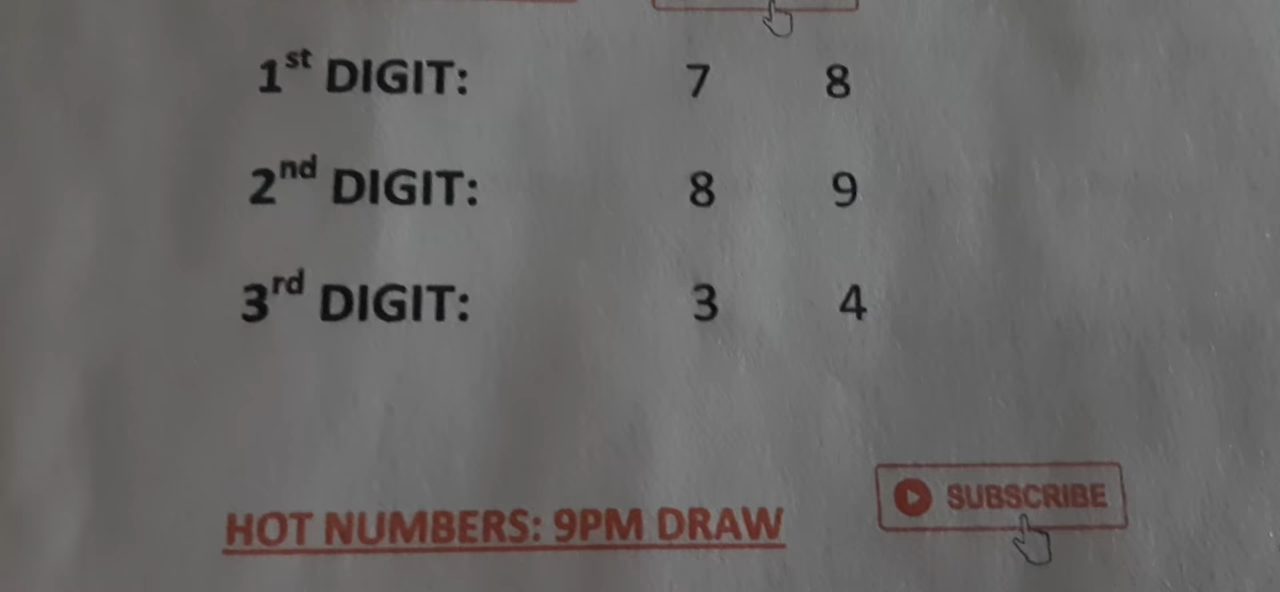 1st DIGIT: 7 8
2nd DIGIT: 8 9
3rd DIGIT: 3 4
HOT NUMBERS: 9PM DRAW
SUBSCRIBE